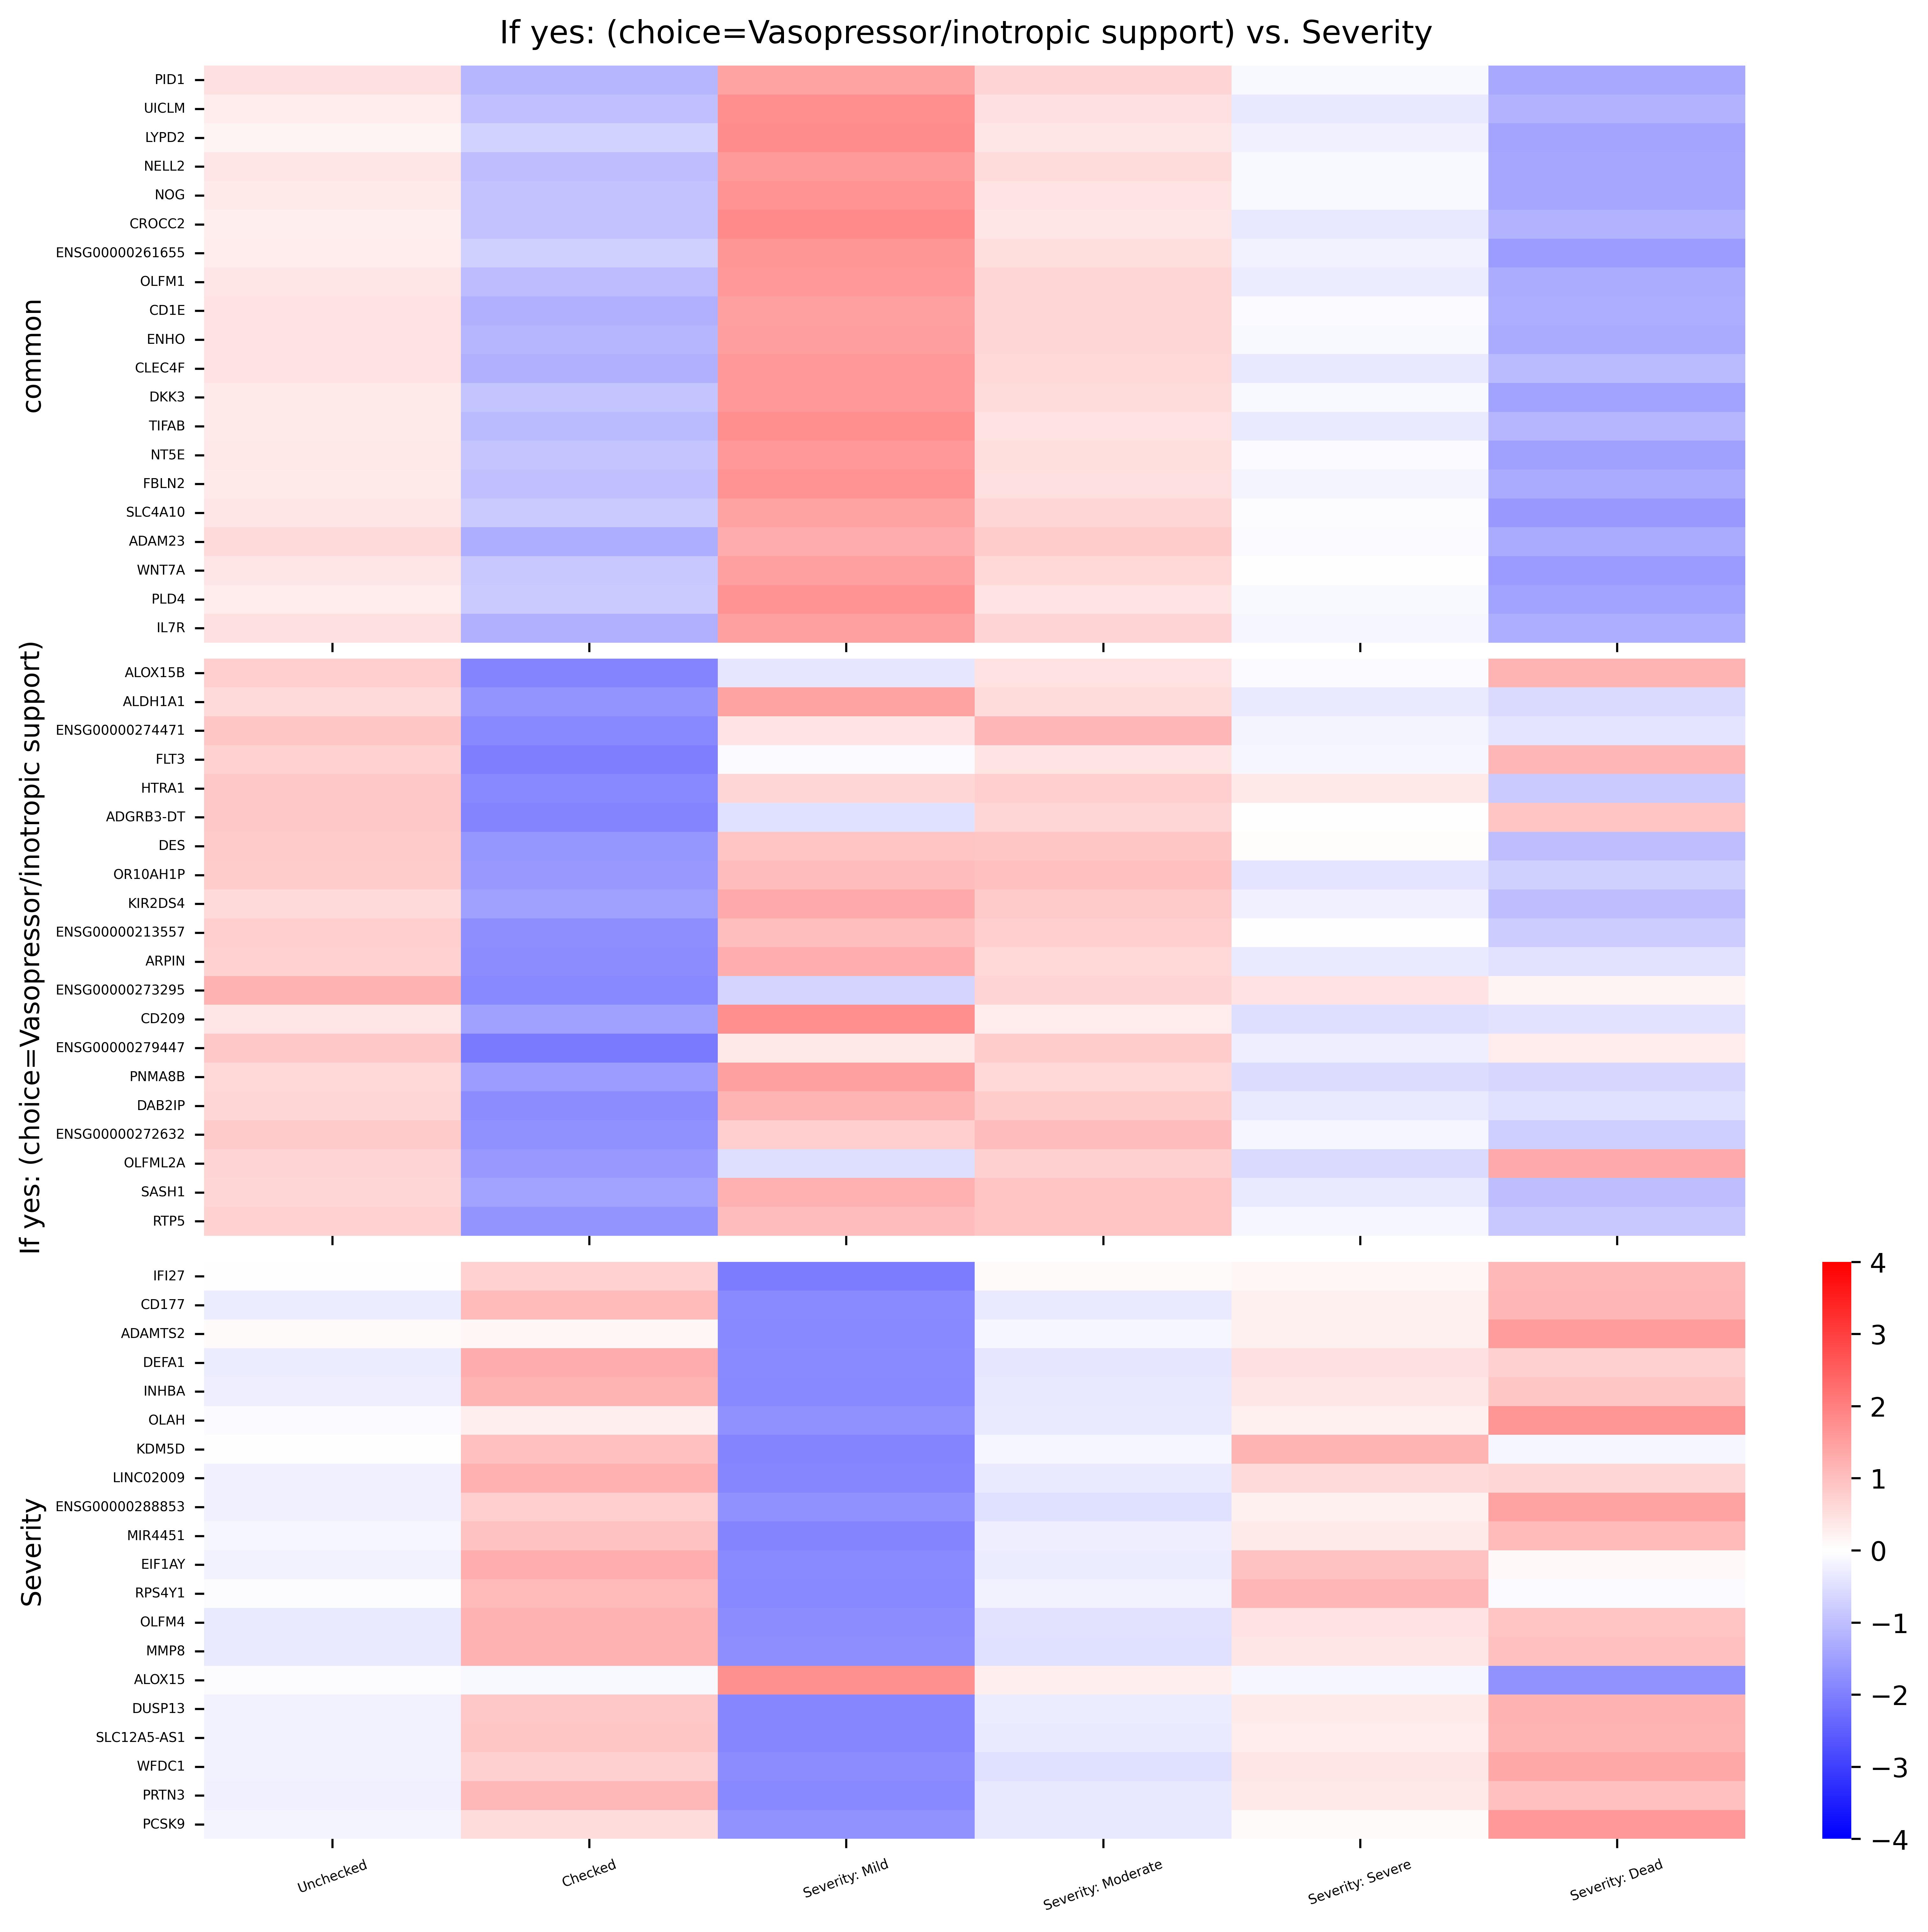 If yes: (choice=Vasopressor/inotropic support) vs. Severity
common
PID1
UICLM
LYPD2
NELL2
NOG
CROCC2
ENSG00000261655
OLFM1
CD1E
ENHO
CLEC4F
DKK3
TIFAB
NT5E
FBLN2
SLC4A10
ADAM23
WNT7A
PLD4
IL7R
If yes: (choice=Vasopressor/inotropic support)
ALOX15B
ALDH1A1
ENSG00000274471
FLT3
HTRA1
ADGRB3-DT
DES
OR10AH1P
KIR2DS4
ENSG00000213557
ARPIN
ENSG00000273295
CD209
ENSG00000279447
PNMA8B
DAB2IP
ENSG00000272632
OLFML2A
SASH1
RTP5
Severity
IFI27
CD177
ADAMTS2
DEFA1
INHBA
OLAH
KDM5D
LINC02009
ENSG00000288853
MIR4451
EIF1AY
RPS4Y1
OLFM4
MMP8
ALOX15
DUSP13
SLC12A5-AS1
WFDC1
PRTN3
PCSK9
Unchecked
Checked
Severity: Mild
Severity: Moderate
Severity: Severe
Severity: Dead
4
3
2
1
0
−1
−2
−3
−4